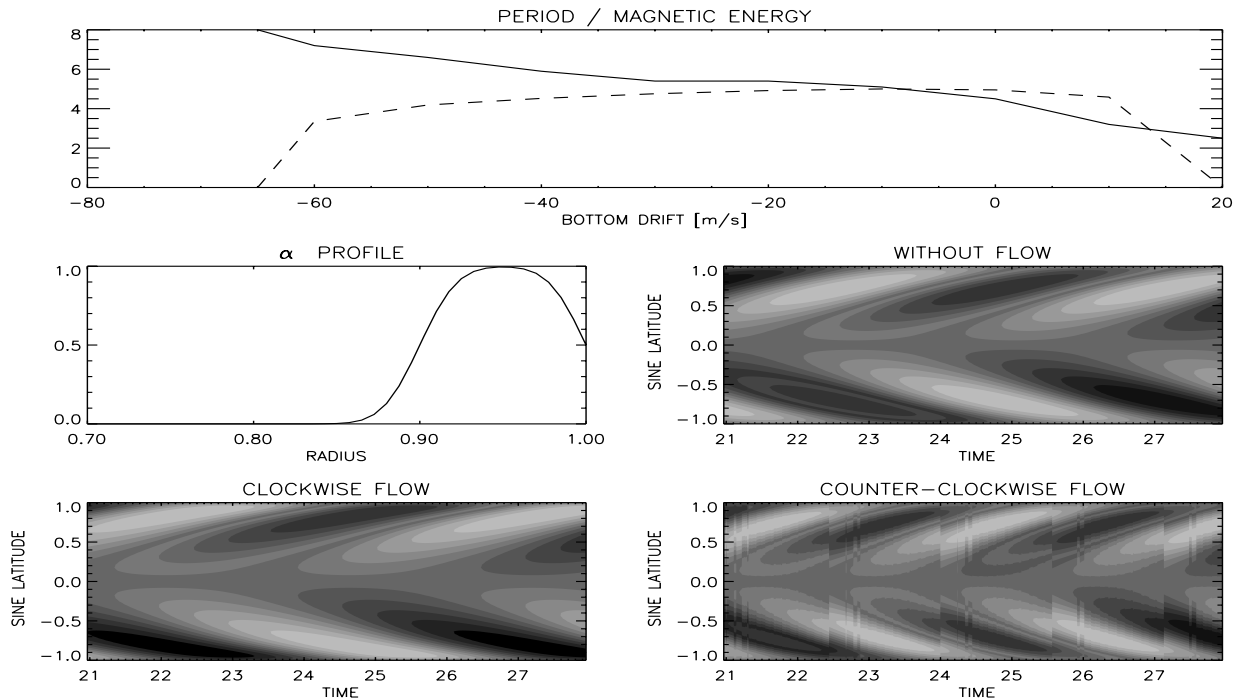 PERIOD / MAGNETIC ENERGY
8
6
4
2
0
−80 −60 −40 −20 0 20
BOTTOM DRIFT [m/s]
α PROFILE
1.0
0.5
0.0
0.70 0.80 0.90 1.00
RADIUS
WITHOUT FLOW
SINE LATITUDE
1.0
0.5
0.0
−0.5
−1.0
21 22 23 24 25 26 27
TIME
CLOCKWISE FLOW
SINE LATITUDE
1.0
0.5
0.0
−0.5
−1.0
21 22 23 24 25 26 27
TIME
COUNTER−CLOCKWISE FLOW
SINE LATITUDE
1.0
0.5
0.0
−0.5
−1.0
21 22 23 24 25 26 27
TIME